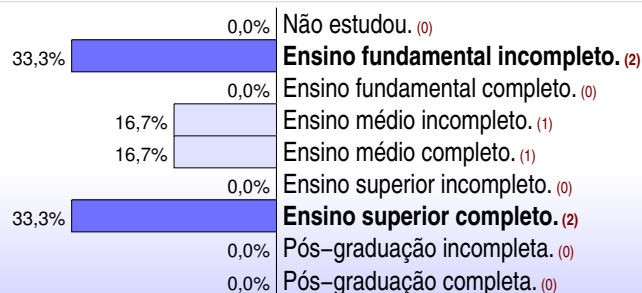 0,0% Não estudou. (0)
33,3% Ensino fundamental incompleto. (2)
0,0% Ensino fundamental completo. (0)
16,7% Ensino médio incompleto. (1)
16,7% Ensino médio completo. (1)
0,0% Ensino superior incompleto. (0)
33,3% Ensino superior completo. (2)
0,0% Pós−graduação incompleta. (0)
0,0% Pós−graduação completa. (0)